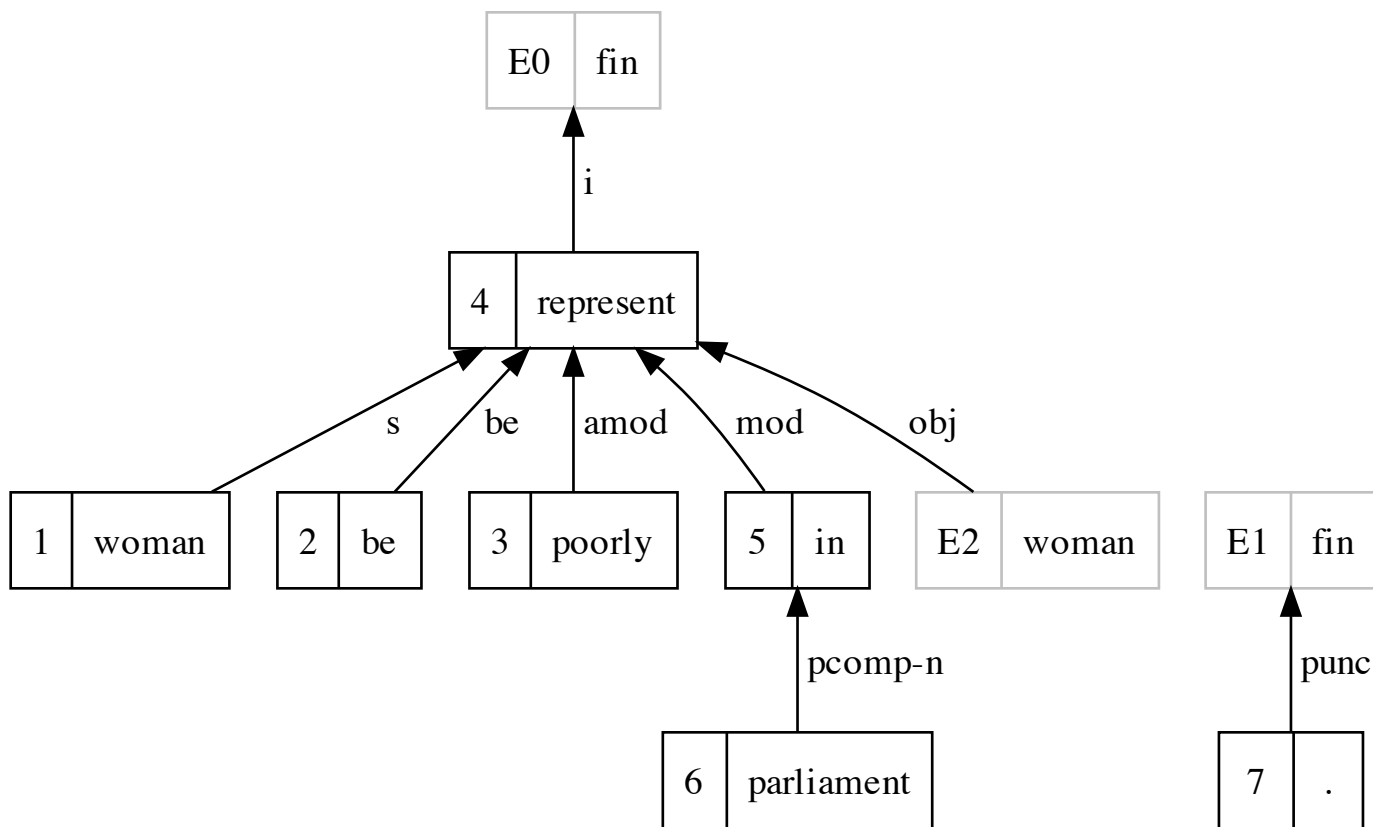 E0 fin
i
4 represent
s be amod mod obj
1 woman 2 be 3 poorly 5 in E2 woman E1 fin
pcomp-n punc
6 parliament 7 .